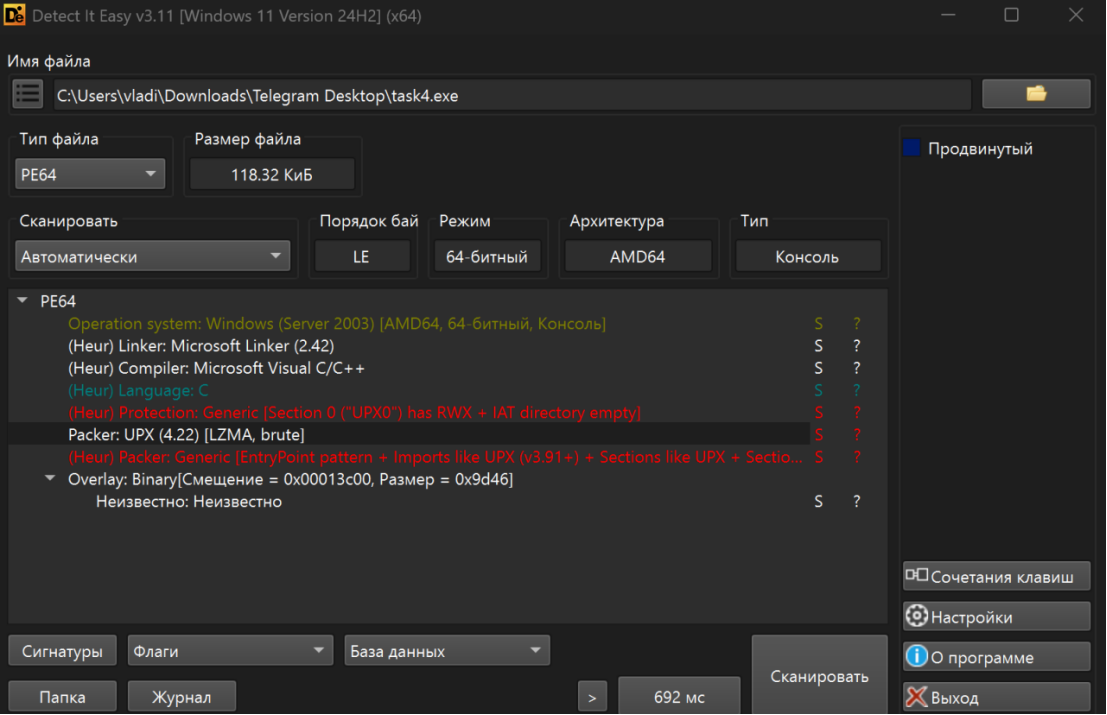 Detect It Easy v3.11 [Windows 11 Version 24H2] (x64)
Имя файла
C:\Users\vladi\Downloads\Telegram Desktop\task4.exe
Тип файла
Размер файла
PE64
118.32 КиБ
Продвинутый
Сканировать
Порядок бай
Режим
Архитектура
Тип
Автоматически
LE
64-битный
AMD64
Консоль
PE64
Operation system: Windows (Server 2003) [AMD64, 64-битный, Консоль] S ?
(Heur) Linker: Microsoft Linker (2.42) S ?
(Heur) Compiler: Microsoft Visual C/C++ S ?
(Heur) Language: C S ?
(Heur) Protection: Generic [Section 0 ("UPX0") has RWX + IAT directory empty] S ?
Packer: UPX (4.22) [LZMA, brute] S ?
(Heur) Packer: Generic [EntryPoint pattern + Imports like UPX (v3.91+) + Sections like UPX + Sectio... S ?
Overlay: Binary[Смещение = 0x00013c00, Размер = 0x9d46]
Неизвестно: Неизвестно S ?
Сочетания клавиш
Настройки
О программе
Выход
Сигнатуры
Флаги
База данных
Сканировать
Папка
Журнал
>
692 мс